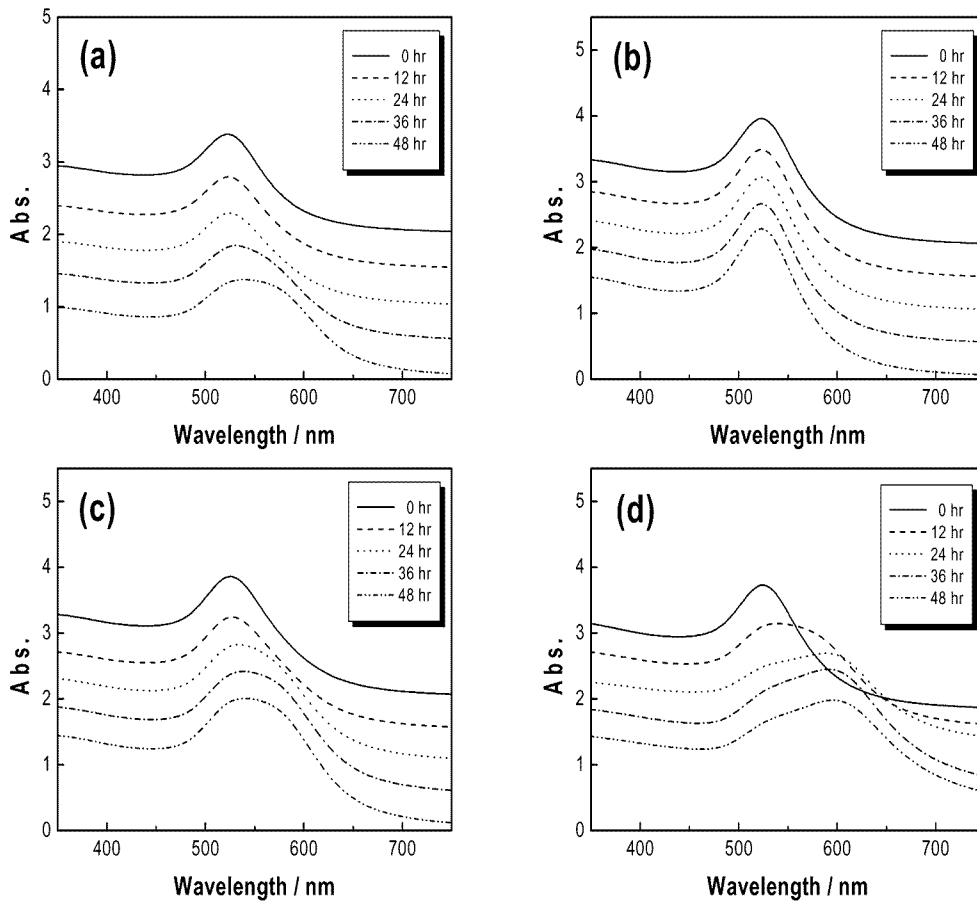 (a)
0 hr
12 hr
24 hr
36 hr
48 hr
5
4
3
2
1
0
Abs.
400 500 600 700
Wavelength / nm
(b)
0 hr
12 hr
24 hr
36 hr
48 hr
5
4
3
2
1
0
Abs.
400 500 600 700
Wavelength /nm
(c)
0 hr
12 hr
24 hr
36 hr
48 hr
5
4
3
2
1
0
Abs.
400 500 600 700
Wavelength / nm
(d)
0 hr
12 hr
24 hr
36 hr
48 hr
5
4
3
2
1
0
Abs.
400 500 600 700
Wavelength / nm